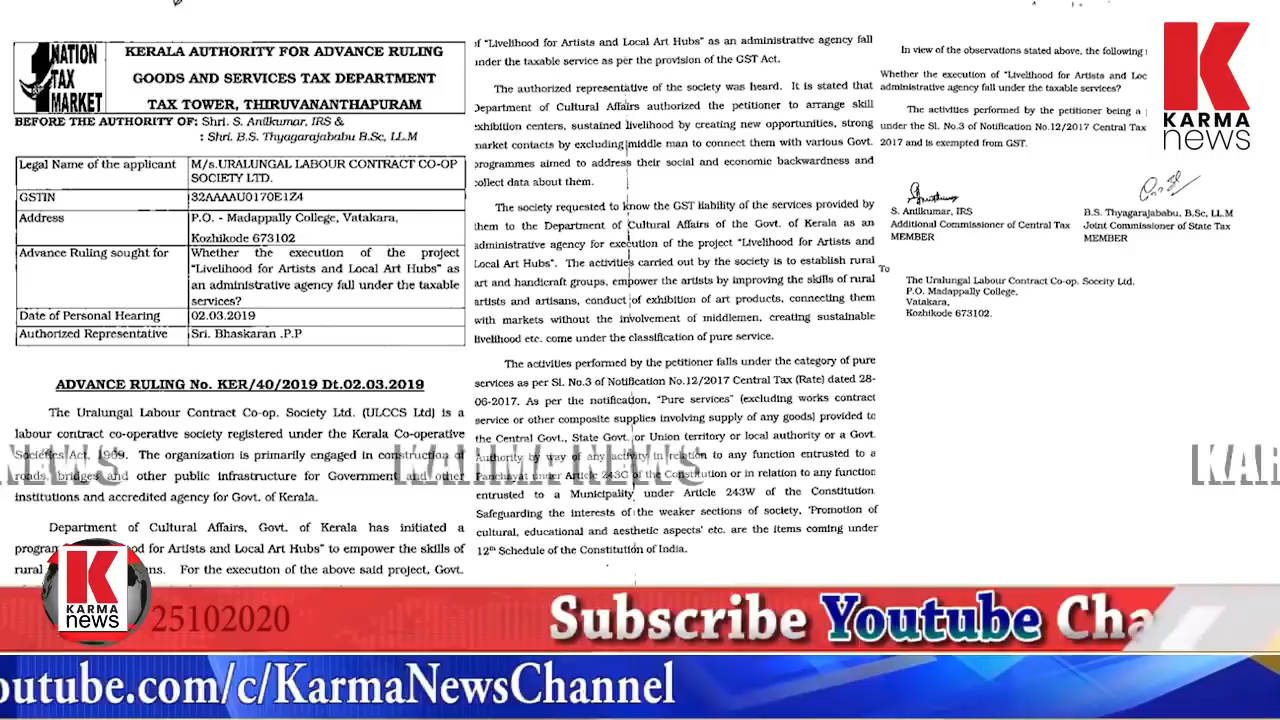 NATION
TAX
MARKET
KERALA AUTHORITY FOR ADVANCE RULING
GOODS AND SERVICES TAX DEPARTMENT
TAX TOWER, THIRUVANANTHAPURAM
BEFORE THE AUTHORITY OF: Shri. S. Anilkumar, IRS &
: Shri. B.S. Thyagarajababu B.Sc, LL.M
Legal Name of the applicant
M/s.URALUNGAL LABOUR CONTRACT CO-OP
SOCIETY LTD.
GSTIN
32AAAAU0170E1Z4
Address
P.O. - Madappally College, Vatakara,
Kozhikode 673102
Advance Ruling sought for
Whether the execution of the project
"Livelihood for Artists and Local Art Hubs" as
an administrative agency fall under the taxable
services?
Date of Personal Hearing
02.03.2019
Authorized Representative
Sri. Bhaskaran .P.P
ADVANCE RULING No. KER/40/2019 Dt.02.03.2019
The Uralungal Labour Contract Co-op. Society Ltd. (ULCCS Ltd) is a
labour contract co-operative society registered under the Kerala Co-operative
Societies Act, 1969. The organization is primarily engaged in construction of
roads, bridges and other public infrastructure for Government and other
institutions and accredited agency for Govt. of Kerala.
Department of Cultural Affairs, Govt. of Kerala has initiated a
for Artists and Local Art Hubs" to empower the skills of
rural For the execution of the above said project, Govt.
of "Livelihood for Artists and Local Art Hubs" as an administrative agency fall
under the taxable service as per the provision of the GST Act.
The authorized representative of the society was heard. It is stated that
Department of Cultural Affairs authorized the petitioner to arrange skill
exhibition centers, sustained livelihood by creating new opportunities, strong
market contacts by excluding middle man to connect them with various Govt.
programmes aimed to address their social and economic backwardness and
collect data about them.
The society requested to know the GST liability of the services provided by
them to the Department of Cultural Affairs of the Govt. of Kerala as an
administrative agency for execution of the project "Livelihood for Artists and
Local Art Hubs". The activities carried out by the society is to establish rural
art and handicraft groups, empower the artists by improving the skills of rural
artists and artisans, conduct of exhibition of art products, connecting them
with markets without the involvement of middlemen, creating sustainable
livelihood etc. come under the classification of pure service.
The activities performed by the petitioner falls under the category of pure
services as per Sl. No.3 of Notification No.12/2017 Central Tax (Rate) dated 28-
06-2017. As per the notification, "Pure services" (excluding works contract
service or other composite supplies involving supply of any goods) provided to
the Central Govt., State Govt. or Union territory or local authority or a Govt.
Authority by way of any activity in relation to any function entrusted to a
Panchayat under Article 243G of the Constitution or in relation to any function
entrusted to a Municipality under Article 243W of the Constitution.
Safeguarding the interests of the weaker sections of society, 'Promotion of
cultural, educational and aesthetic aspects' etc. are the items coming under
12th Schedule of the Constitution of India.
In view of the observations stated above, the following
Whether the execution of "Livelihood for Artists and Loc
administrative agency fall under the taxable services?
The activities performed by the petitioner being a
under the Sl. No.3 of Notification No.12/2017 Central Tax
2017 and is exempted from GST.
S. Anilkumar, IRS
Additional Commissioner of Central Tax
MEMBER
B.S. Thyagarajababu, B.Sc, LL.M
Joint Commissioner of State Tax
MEMBER
To
The Uralungal Labour Contract Co-op. Soceity Ltd,
P.O. Madappally College,
Vatakara,
Kozhikode 673102.
K
KARMA
news
NEWS
KARMA NEWS
KAR
K
KARMA
news
25102020
Subscribe Youtube Cha
outube.com/c/KarmaNewsChannel